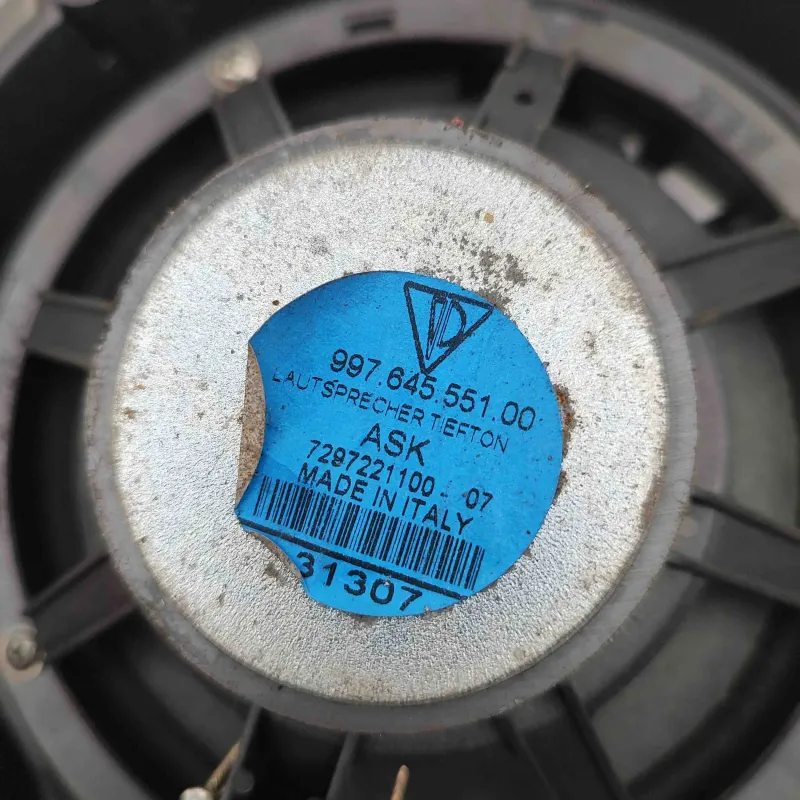 997.645.551.00
LAUTSPRECHER TIEFTON
ASK
7297221100 07
MADE IN ITALY
31307